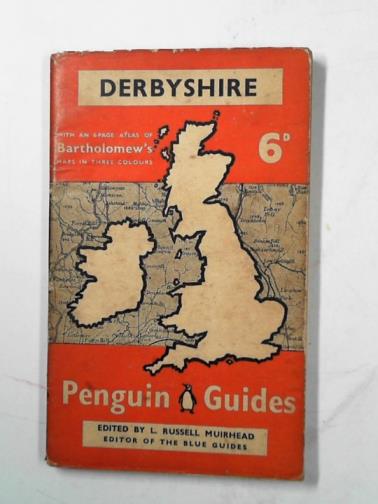 DERBYSHIRE
WITH AN 6-PAGE ATLAS OF
Bartholomew's
MAPS IN THREE COLOURS
6D
Penguin Guides
EDITED BY L. RUSSELL MUIRHEAD
EDITOR OF THE BLUE GUIDES